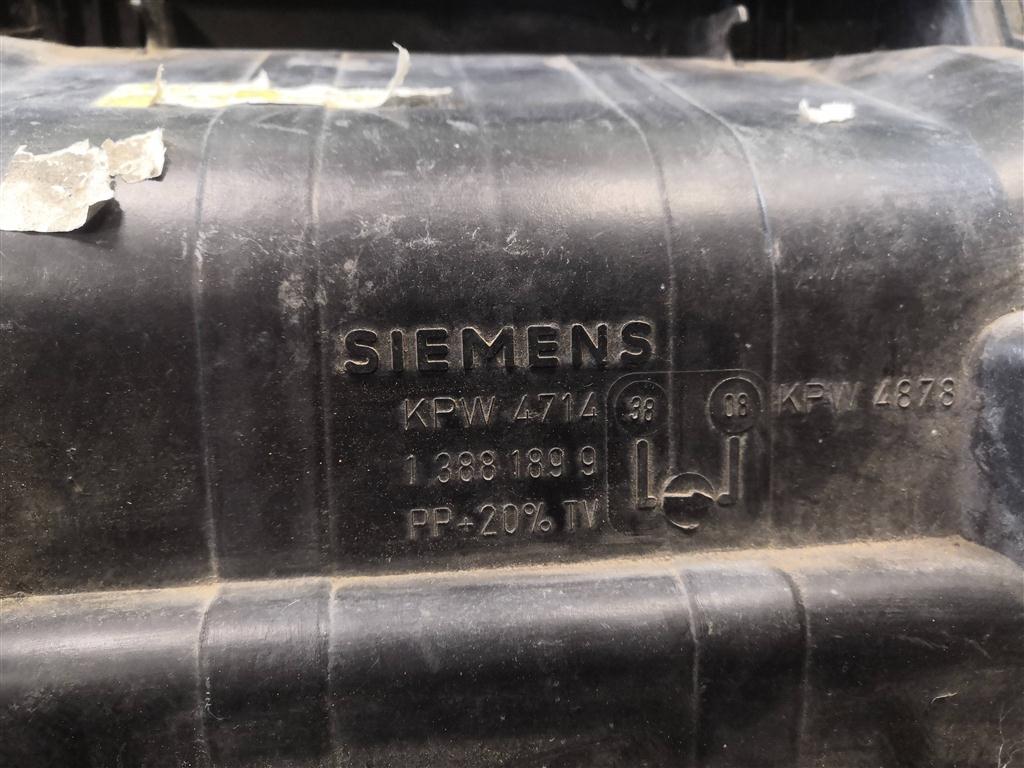 SIEMENS
KPW 4714 38 08 KPW 4878
1 388 189 9
PP+20% TV